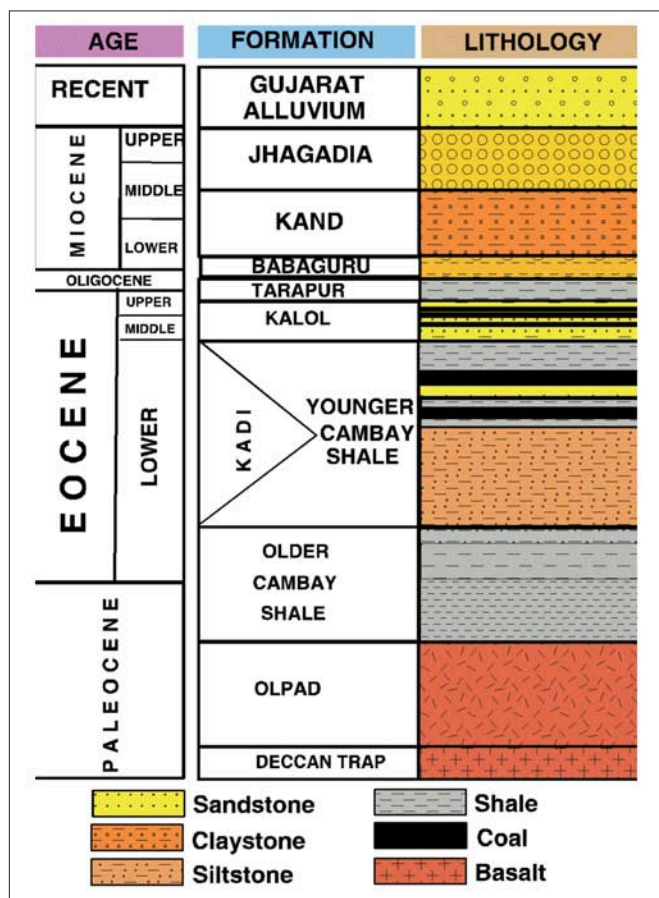 AGE
FORMATION
LITHOLOGY
RECENT
GUJARAT
ALLUVIUM
MIOCENE
UPPER
JHAGADIA
MIDDLE
KAND
LOWER
BABAGURU
OLIGOCENE
TARAPUR
EOCENE
UPPER
KALOL
MIDDLE
LOWER
KADI
YOUNGER
CAMBAY
SHALE
OLDER
CAMBAY
SHALE
PALEOCENE
OLPAD
DECCAN TRAP
Sandstone
Shale
Claystone
Coal
Siltstone
Basalt